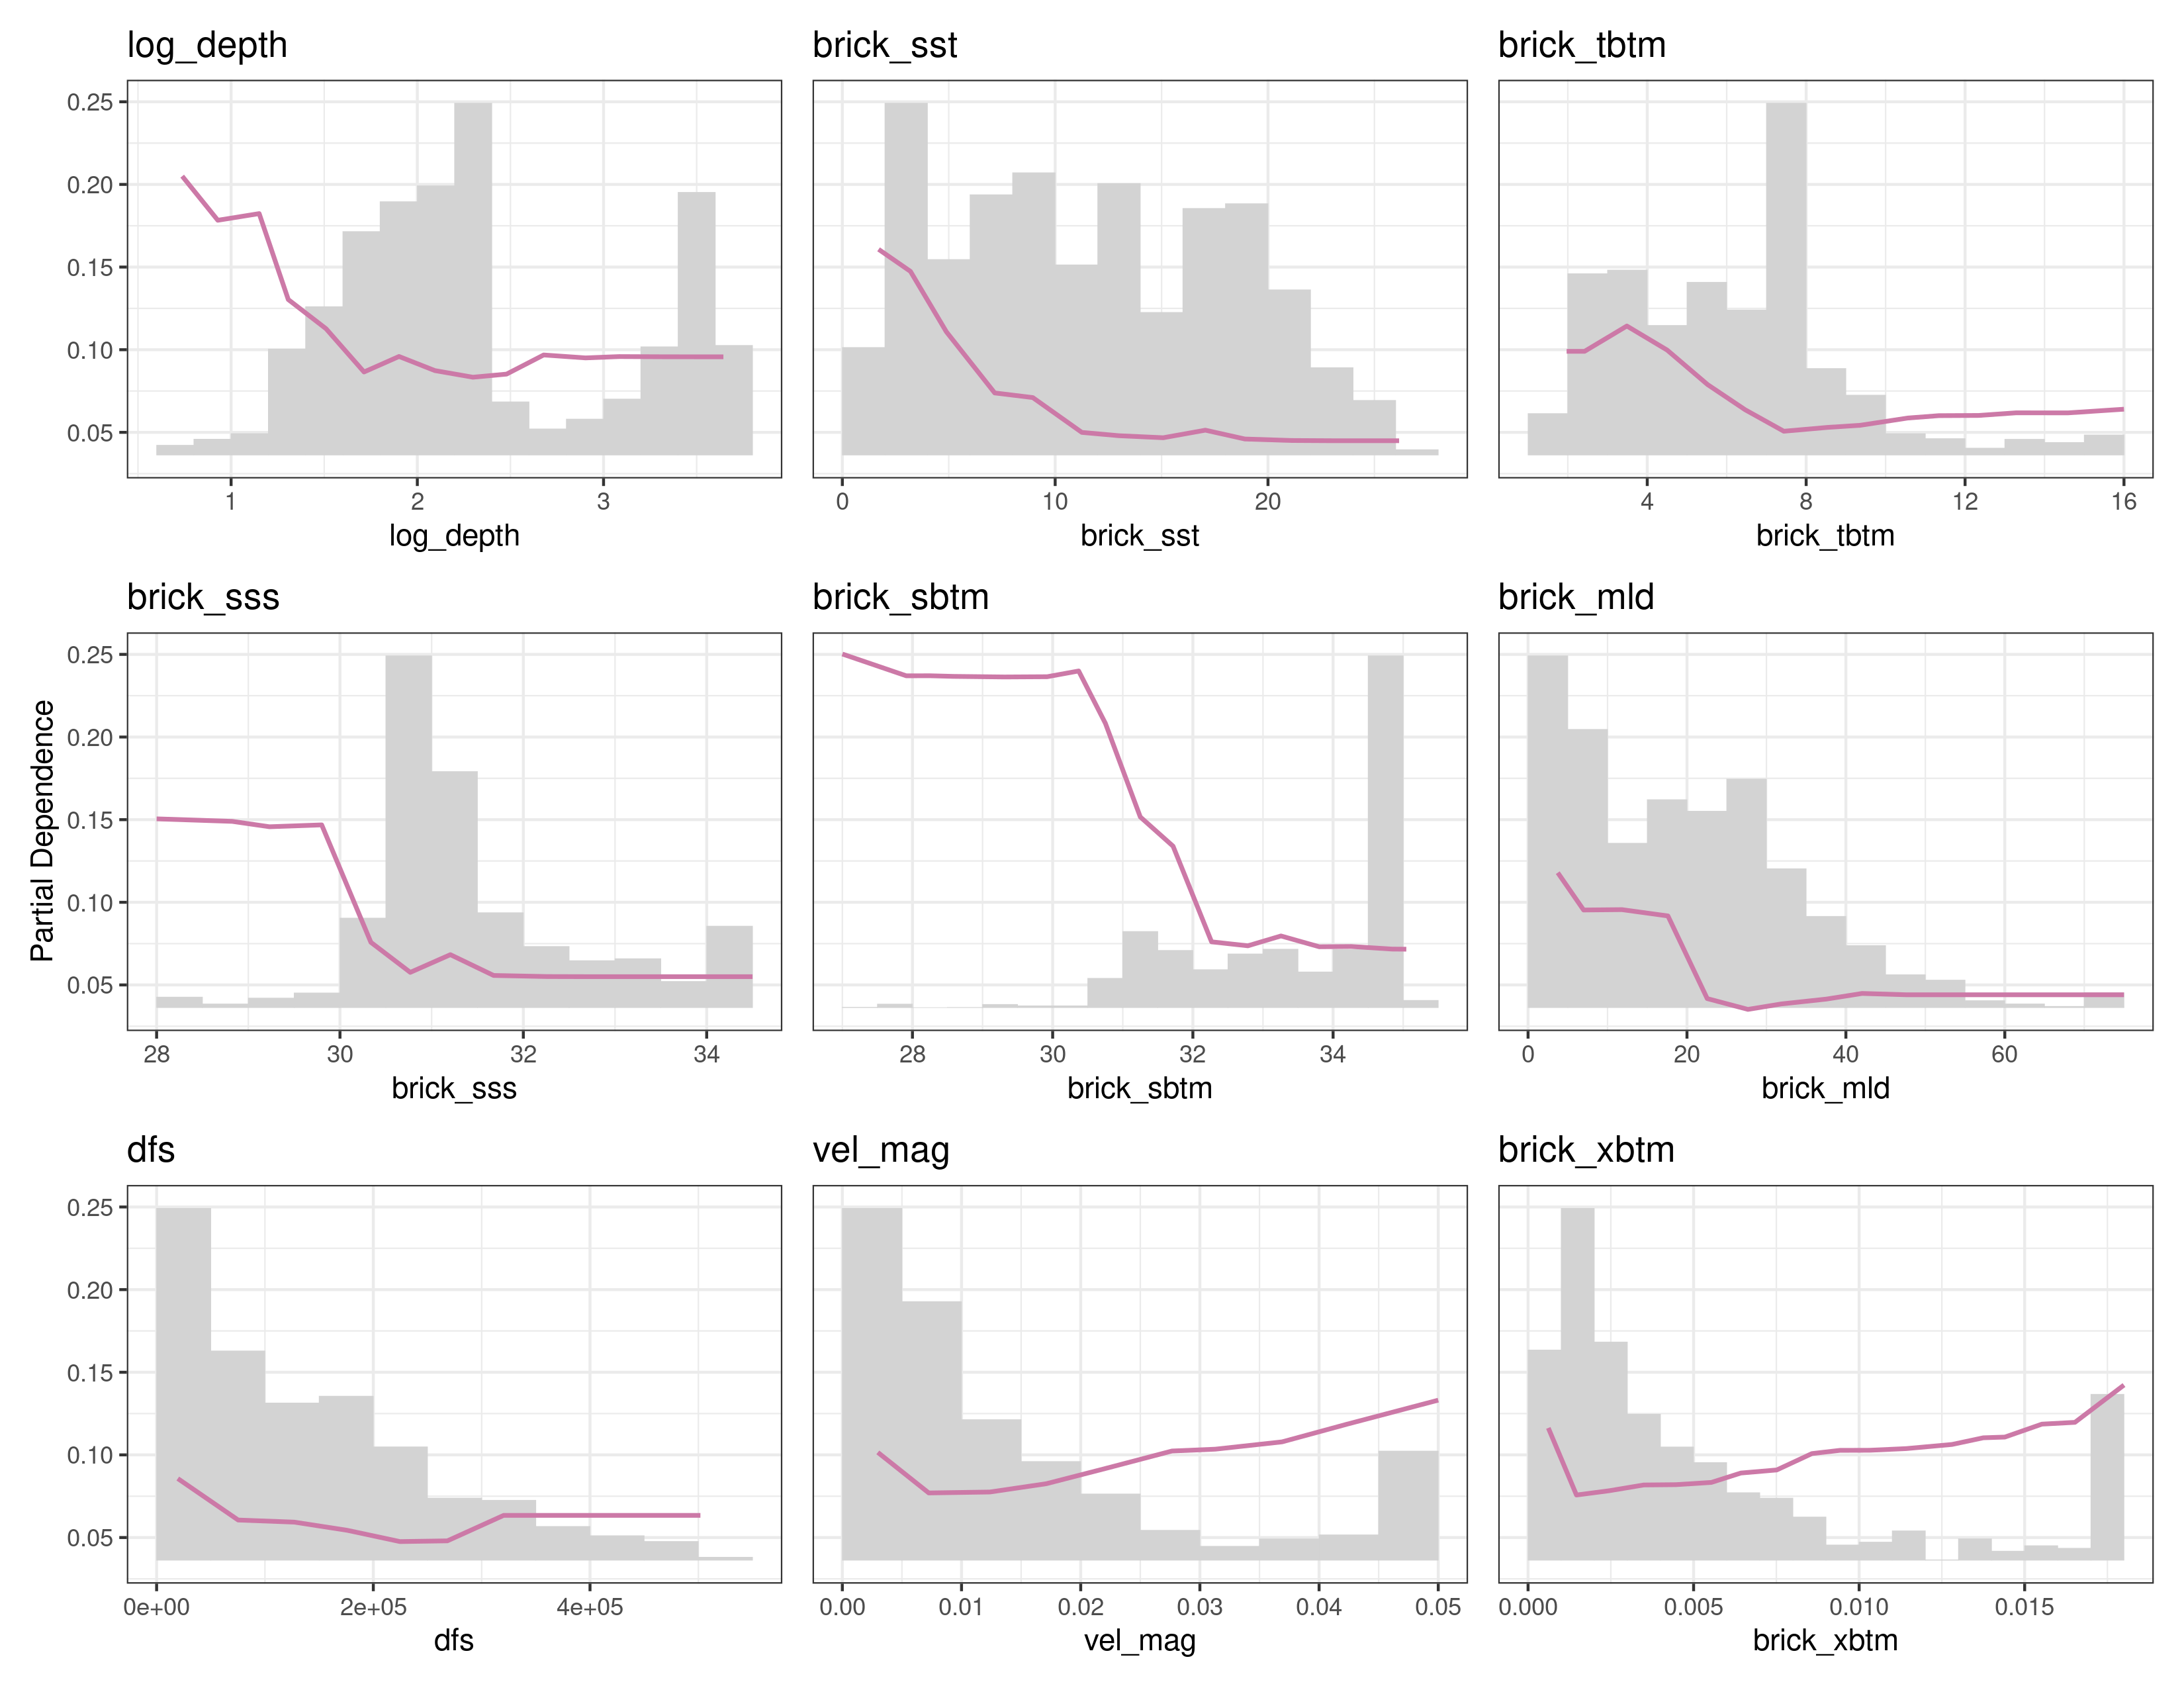 log_depth
brick_sst
brick_tbtm
0.25
0.20
0.15
0.10
0.05
1 2 3
0 10 20
4 8 12 16
log_depth
brick_sst
brick_tbtm
brick_sss
brick_sbtm
brick_mld
Partial Dependence
0.25
0.20
0.15
0.10
0.05
28 30 32 34
28 30 32 34
0 20 40 60
brick_sss
brick_sbtm
brick_mld
dfs
vel_mag
brick_xbtm
0.25
0.20
0.15
0.10
0.05
0e+00 2e+05 4e+05
0.00 0.01 0.02 0.03 0.04 0.05
0.000 0.005 0.010 0.015
dfs
vel_mag
brick_xbtm